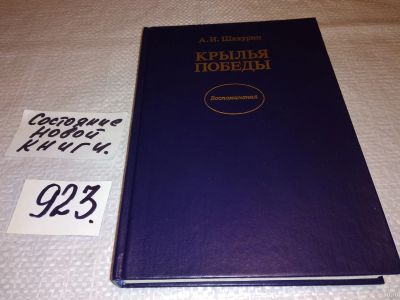 А. И. Шахурин
КРЫЛЬЯ
ПОБЕДЫ
Воспоминания
Состояние
новой
книги.
923.